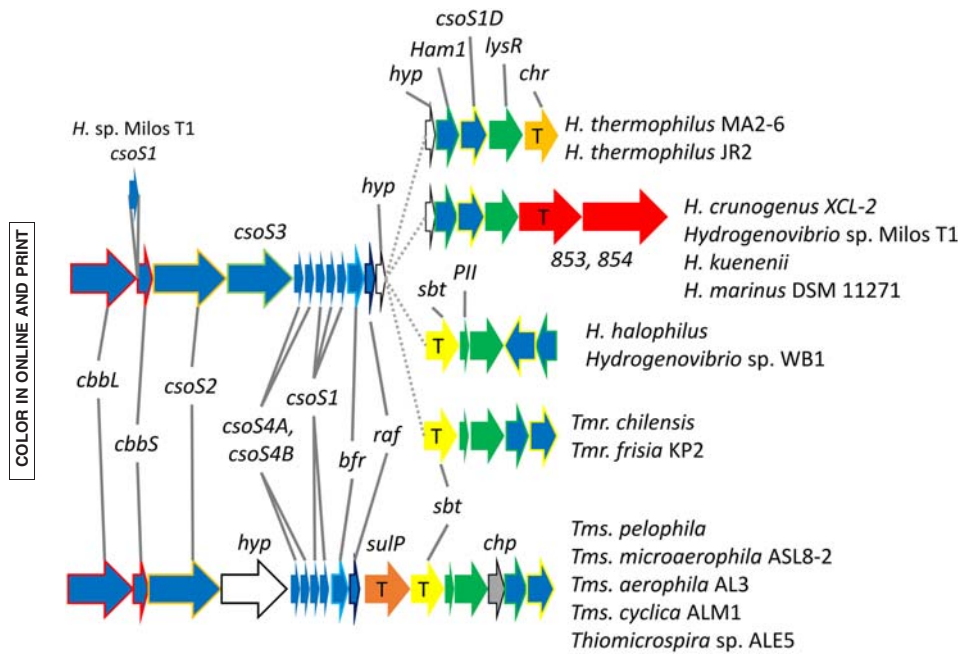 csoS1D
Ham1
lysR
hyp
chr
T
H. thermophilus MA2-6
H. thermophilus JR2
H. sp. Milos T1
csoS1
hyp
csoS3
T
853, 854
H. crunogenus XCL-2
Hydrogenovibrio sp. Milos T1
H. kuenenii
H. marinus DSM 11271
COLOR IN ONLINE AND PRINT
sbt
PII
T
H. halophilus
Hydrogenovibrio sp. WB1
cbbL
csoS2
csoS1
cbbS
csoS4A,
csoS4B
bfr
raf
T
Tmr. chilensis
Tmr. frisia KP2
sbt
hyp
sulP
chp
T
T
Tms. pelophila
Tms. microaerophila ASL8-2
Tms. aerophila AL3
Tms. cyclica ALM1
Thiomicrospira sp. ALE5